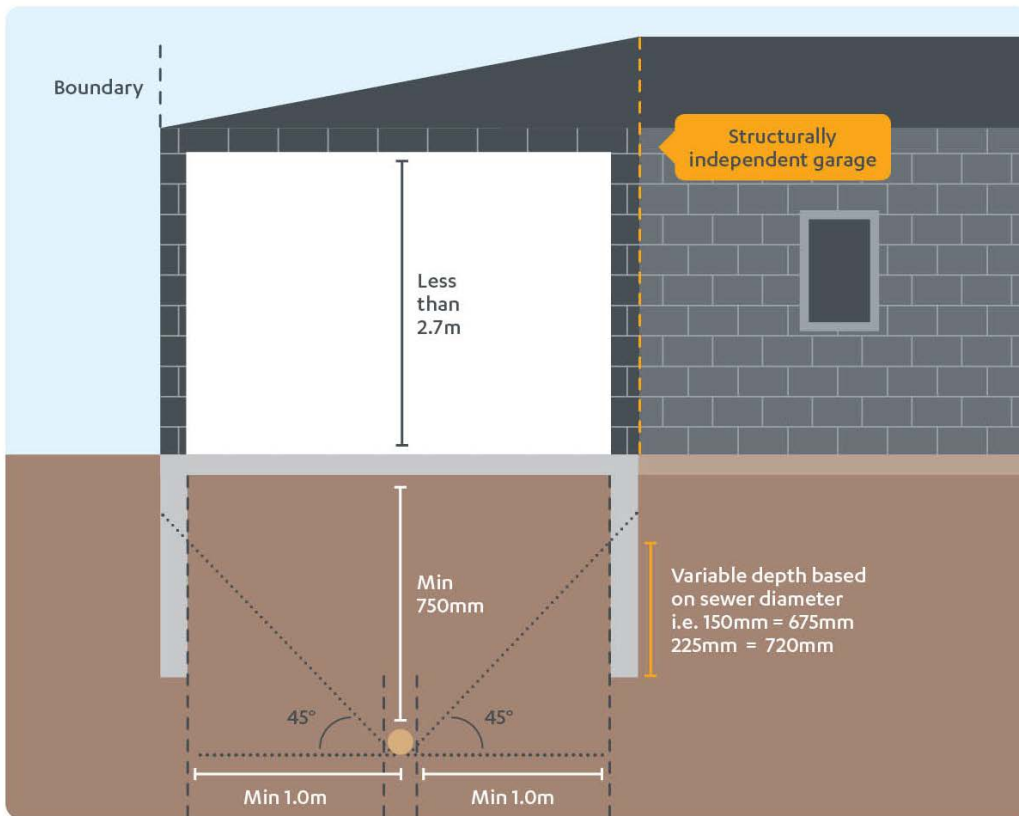 Boundary
Structurally
independent garage
Less
than
2.7m
Min
750mm
Variable depth based
on sewer diameter
i.e. 150mm = 675mm
225mm = 720mm
45°
45°
Min 1.0m
Min 1.0m